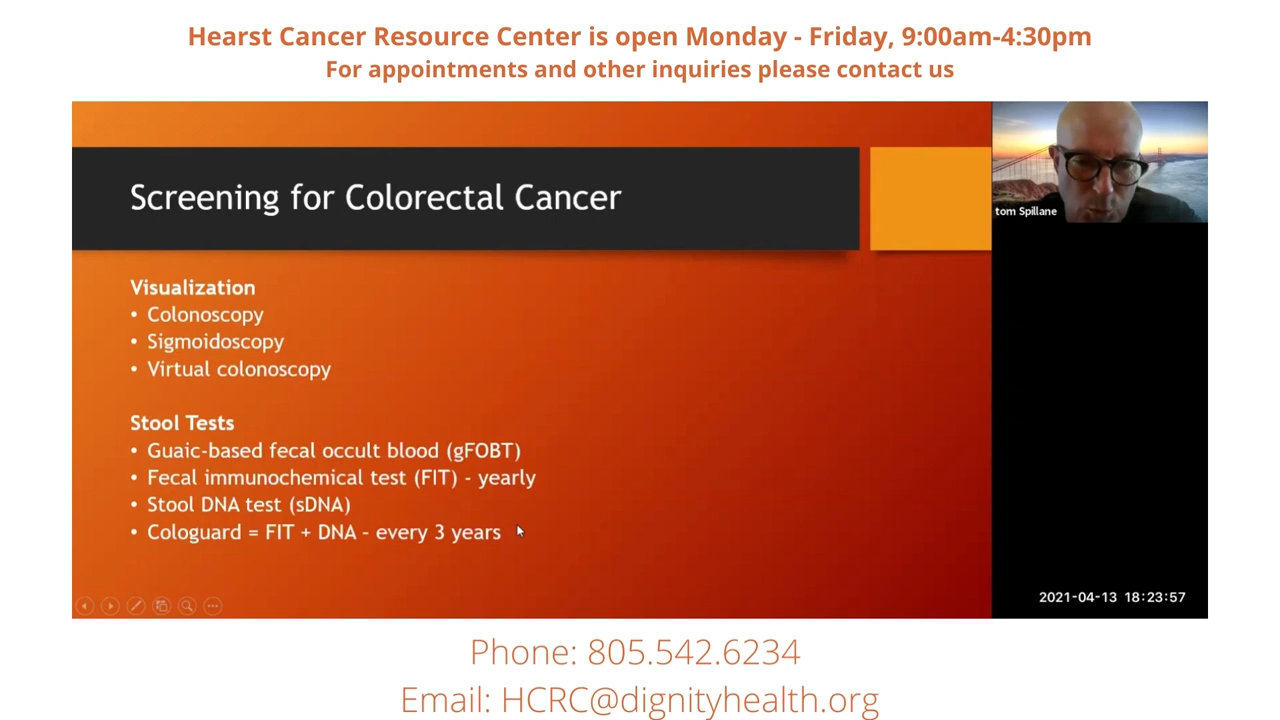 Hearst Cancer Resource Center is open Monday - Friday, 9:00am-4:30pm
For appointments and other inquiries please contact us
Screening for Colorectal Cancer
tom Spillane
Visualization
• Colonoscopy
• Sigmoidoscopy
• Virtual colonoscopy
Stool Tests
• Guaic-based fecal occult blood (gFOBT)
• Fecal immunochemical test (FIT) - yearly
• Stool DNA test (sDNA)
• Cologuard = FIT + DNA – every 3 years
2021-04-13 18:23:57
Phone: 805.542.6234
Email: HCRC@dignityhealth.org